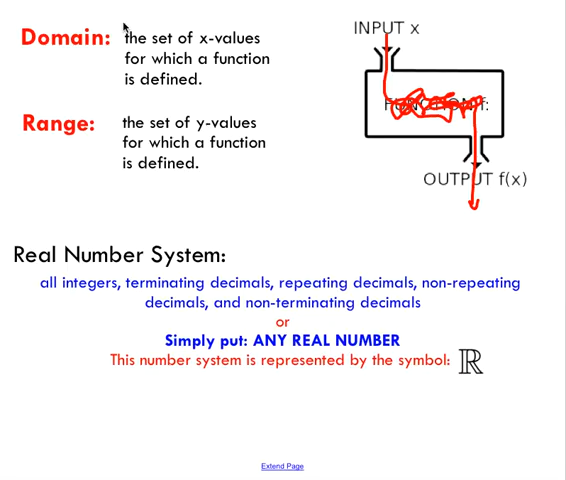 Domain: the set of x-values
for which a function
is defined.
Range: the set of y-values
for which a function
is defined.
INPUT x
FUNCTION f:
OUTPUT f(x)
Real Number System:
all integers, terminating decimals, repeating decimals, non-repeating
decimals, and non-terminating decimals
or
Simply put: ANY REAL NUMBER
This number system is represented by the symbol: ℝ
Extend Page